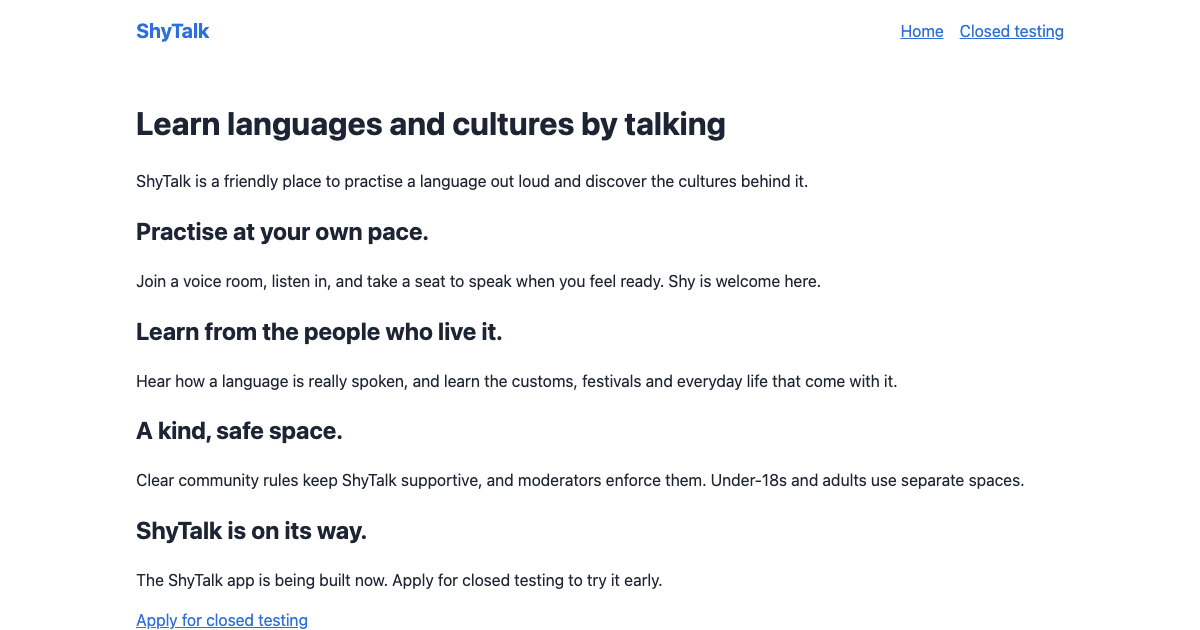 ShyTalk
Home
Closed testing
Learn languages and cultures by talking
ShyTalk is a friendly place to practise a language out loud and discover the cultures behind it.
Practise at your own pace.
Join a voice room, listen in, and take a seat to speak when you feel ready. Shy is welcome here.
Learn from the people who live it.
Hear how a language is really spoken, and learn the customs, festivals and everyday life that come with it.
A kind, safe space.
Clear community rules keep ShyTalk supportive, and moderators enforce them. Under-18s and adults use separate spaces.
ShyTalk is on its way.
The ShyTalk app is being built now. Apply for closed testing to try it early.
Apply for closed testing